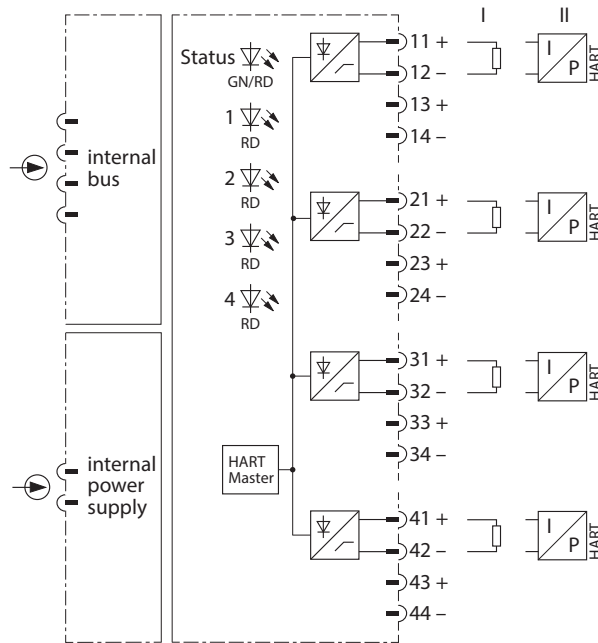 I II
Status
GN/RD
1
RD
2
RD
3
RD
4
RD
internal
bus
internal
power
supply
HART
Master
11 +
12 –
13 +
14 –
I
P
HART
21 +
22 –
23 +
24 –
I
P
HART
31 +
32 –
33 +
34 –
I
P
HART
41 +
42 –
43 +
44 –
I
P
HART